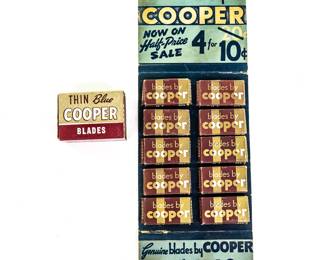 COOPER
NOW ON
Half-Price
SALE
4 for 10¢
THIN Blue
COOPER
BLADES
blades by
cooper
blades by
cooper
blades by
cooper
blades by
cooper
blades by
cooper
blades by
cooper
blades by
cooper
blades by
cooper
blades by
cooper
blades by
cooper
Genuine blades by COOPER